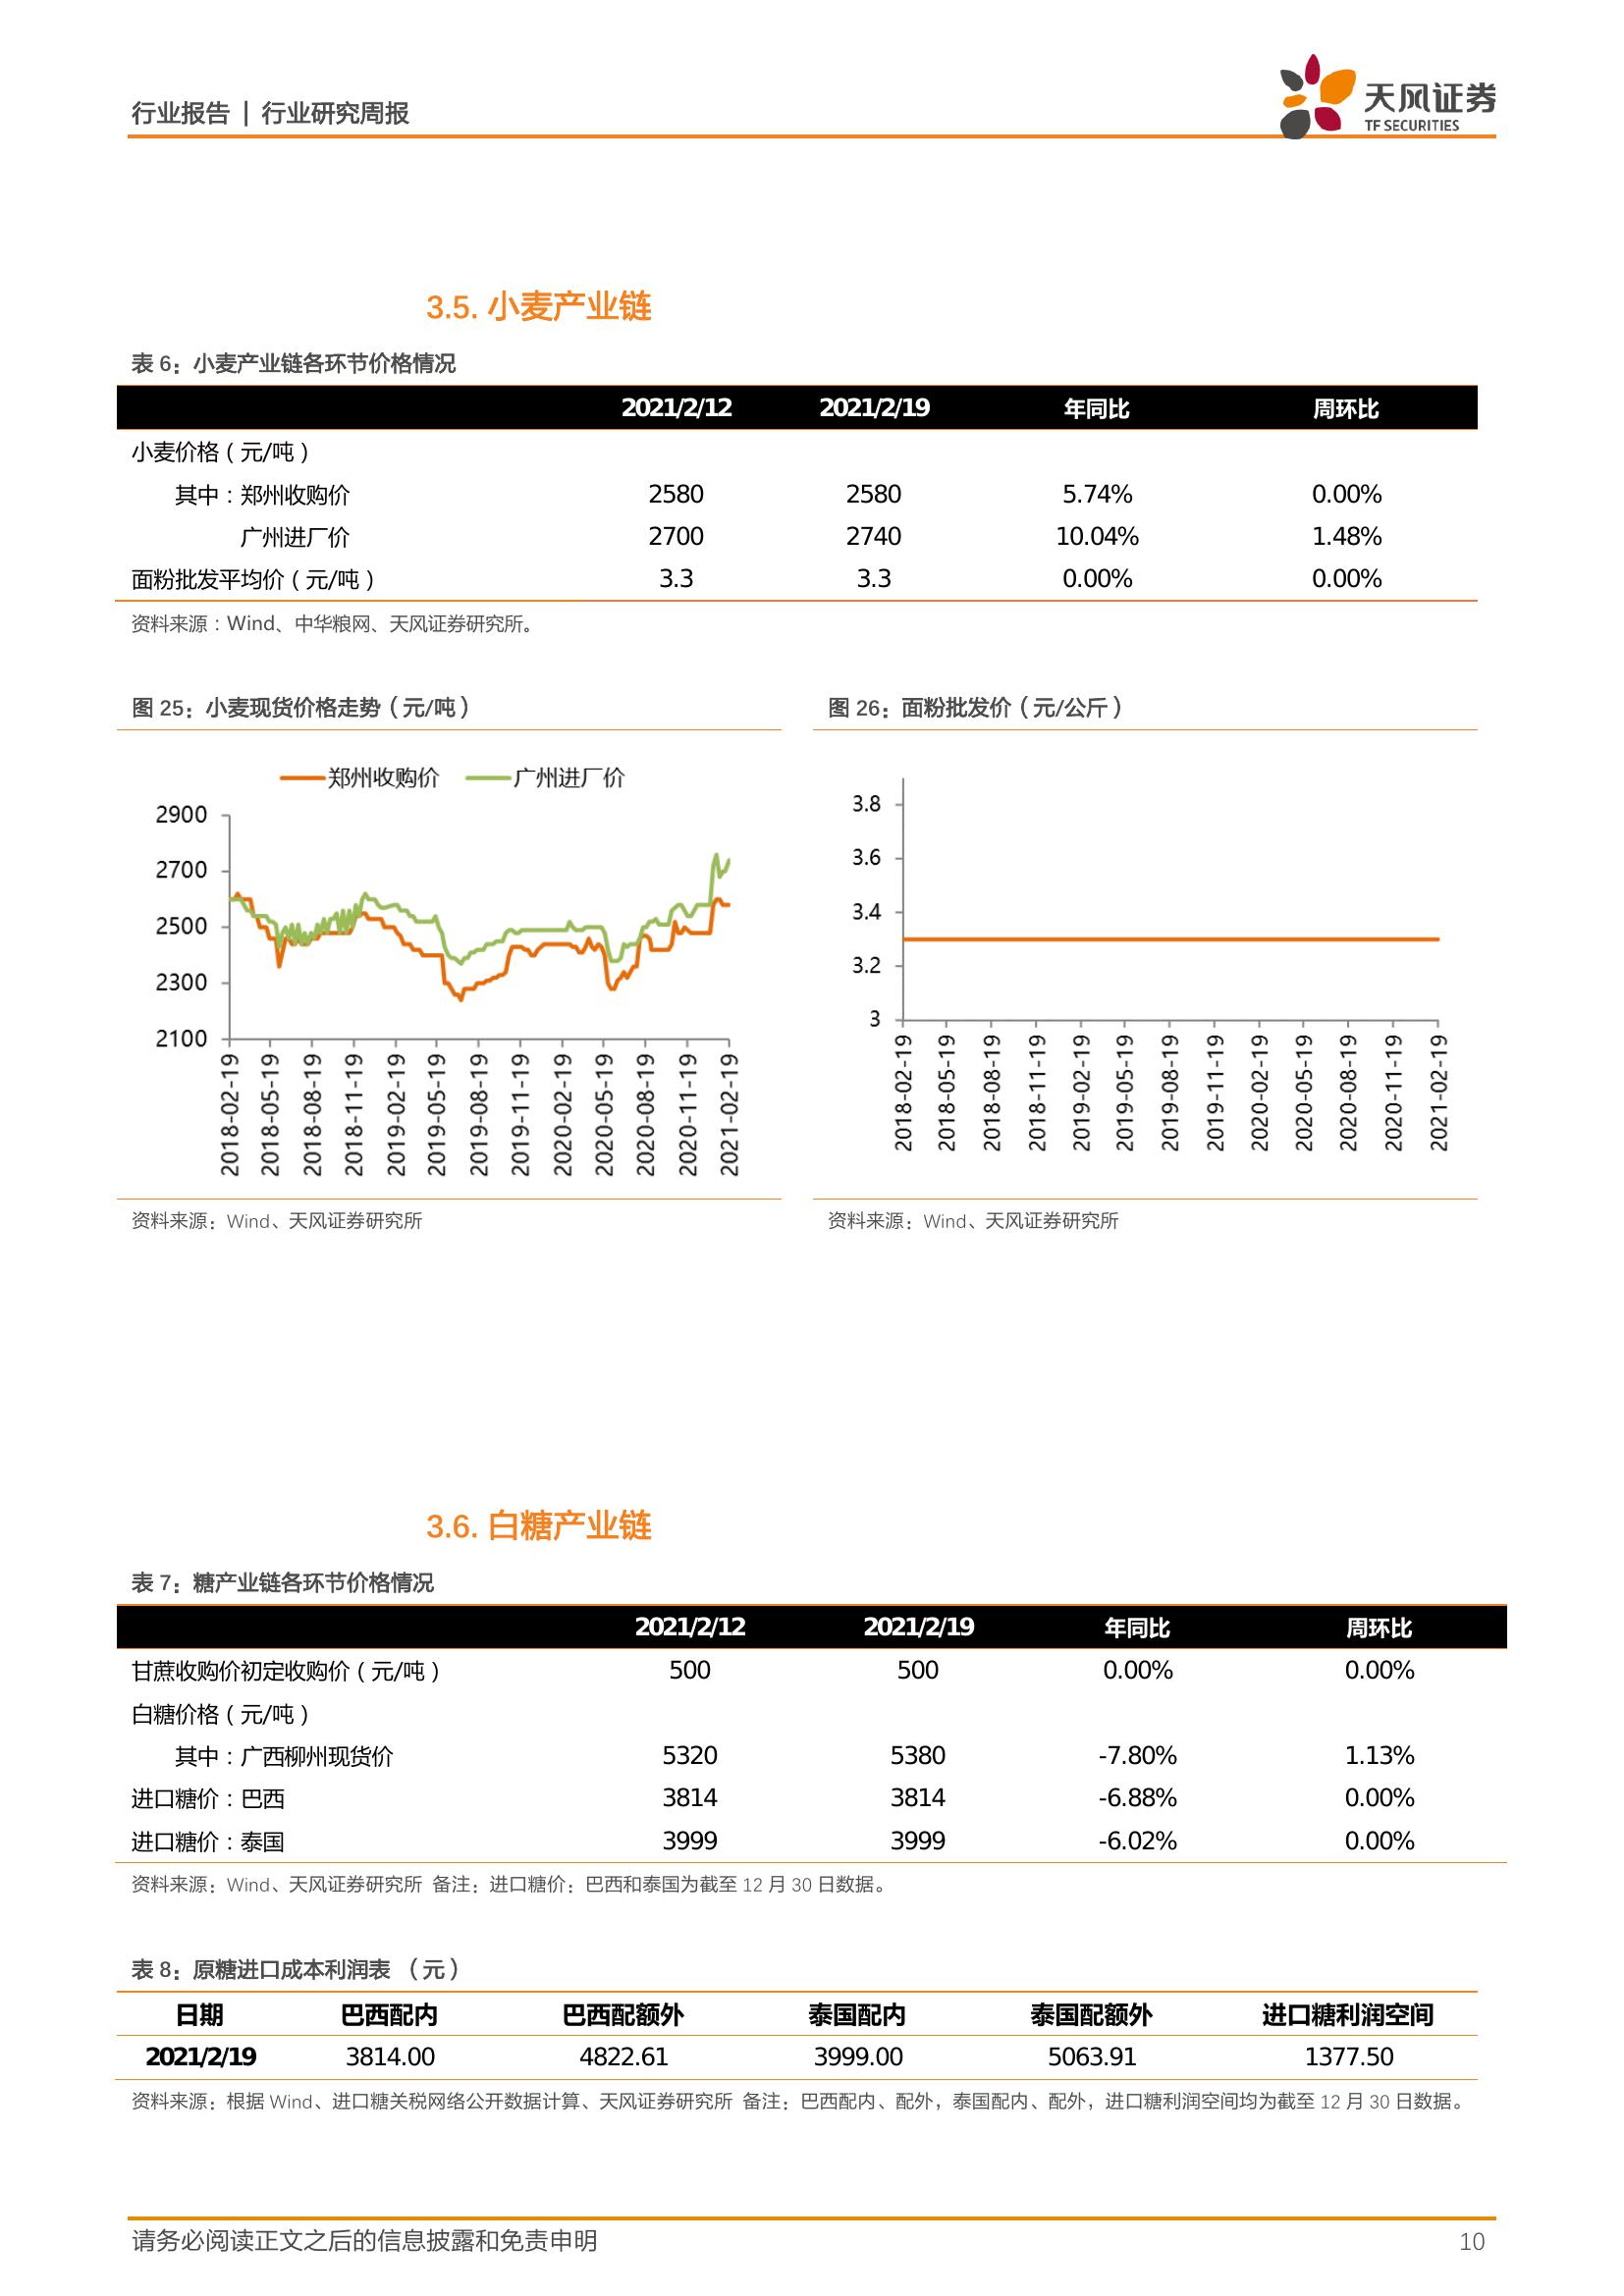 行业报告 | 行业研究周报
天风证券
TF SECURITIES
3.5. 小麦产业链
表 6：小麦产业链各环节价格情况
2021/2/12 2021/2/19 年同比 周环比
小麦价格（元/吨）
其中：郑州收购价 2580 2580 5.74% 0.00%
广州进厂价 2700 2740 10.04% 1.48%
面粉批发平均价（元/吨） 3.3 3.3 0.00% 0.00%
资料来源：Wind、中华粮网、天风证券研究所。
图 25：小麦现货价格走势（元/吨）
郑州收购价 广州进厂价
2900
2700
2500
2300
2100
2018-02-19 2018-05-19 2018-08-19 2018-11-19 2019-02-19 2019-05-19 2019-08-19 2019-11-19 2020-02-19 2020-05-19 2020-08-19 2020-11-19 2021-02-19
资料来源：Wind、天风证券研究所
图 26：面粉批发价（元/公斤）
3.8
3.6
3.4
3.2
3
2018-02-19 2018-05-19 2018-08-19 2018-11-19 2019-02-19 2019-05-19 2019-08-19 2019-11-19 2020-02-19 2020-05-19 2020-08-19 2020-11-19 2021-02-19
资料来源：Wind、天风证券研究所
3.6. 白糖产业链
表 7：糖产业链各环节价格情况
2021/2/12 2021/2/19 年同比 周环比
甘蔗收购价初定收购价（元/吨） 500 500 0.00% 0.00%
白糖价格（元/吨）
其中：广西柳州现货价 5320 5380 -7.80% 1.13%
进口糖价：巴西 3814 3814 -6.88% 0.00%
进口糖价：泰国 3999 3999 -6.02% 0.00%
资料来源：Wind、天风证券研究所 备注：进口糖价：巴西和泰国为截至 12 月 30 日数据。
表 8：原糖进口成本利润表 （元）
日期 巴西配内 巴西配额外 泰国配内 泰国配额外 进口糖利润空间
2021/2/19 3814.00 4822.61 3999.00 5063.91 1377.50
资料来源：根据 Wind、进口糖关税网络公开数据计算、天风证券研究所 备注：巴西配内、配外，泰国配内、配外，进口糖利润空间均为截至 12 月 30 日数据。
请务必阅读正文之后的信息披露和免责申明 10